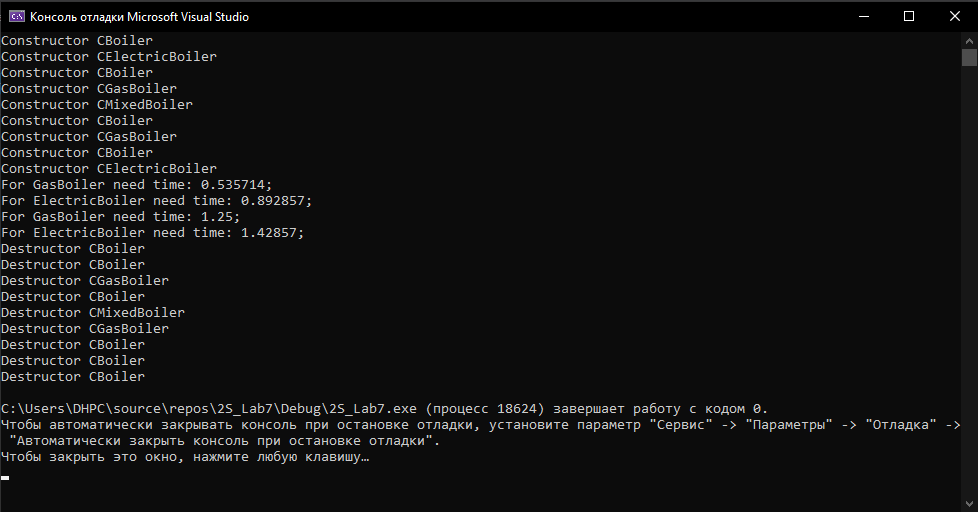 Консоль отладки Microsoft Visual Studio
Constructor CBoiler
Constructor CElectricBoiler
Constructor CBoiler
Constructor CGasBoiler
Constructor CMixedBoiler
Constructor CBoiler
Constructor CGasBoiler
Constructor CBoiler
Constructor CElectricBoiler
For GasBoiler need time: 0.535714;
For ElectricBoiler need time: 0.892857;
For GasBoiler need time: 1.25;
For ElectricBoiler need time: 1.42857;
Destructor CBoiler
Destructor CBoiler
Destructor CGasBoiler
Destructor CBoiler
Destructor CMixedBoiler
Destructor CGasBoiler
Destructor CBoiler
Destructor CBoiler
Destructor CBoiler
C:\Users\DHPC\source\repos\2S_Lab7\Debug\2S_Lab7.exe (процесс 18624) завершает работу с кодом 0.
Чтобы автоматически закрывать консоль при остановке отладки, установите параметр "Сервис" -> "Параметры" -> "Отладка" ->
"Автоматически закрыть консоль при остановке отладки".
Чтобы закрыть это окно, нажмите любую клавишу…